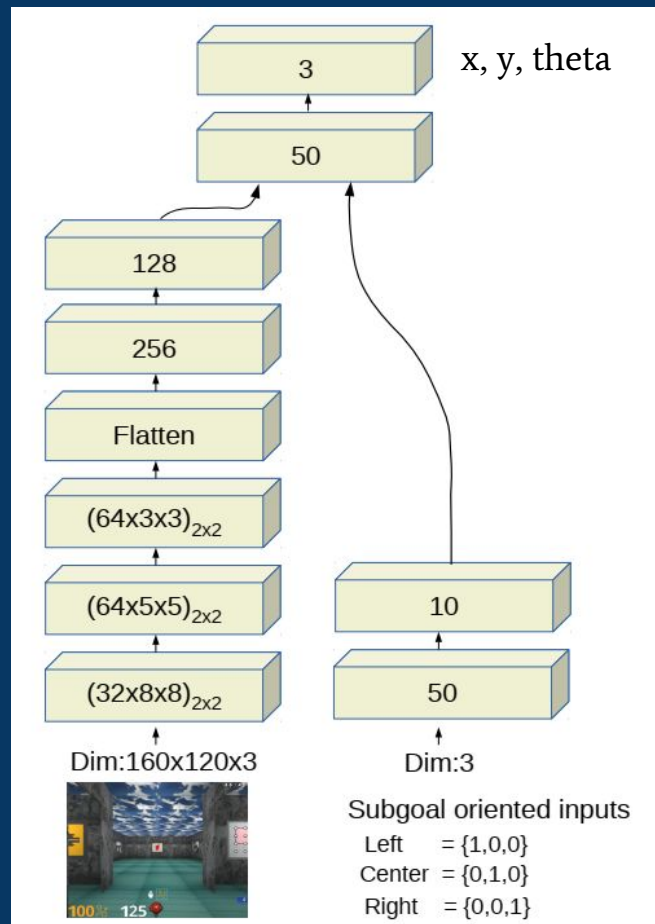 3
x, y, theta
50
128
256
Flatten
(64x3x3)2x2
(64x5x5)2x2
(32x8x8)2x2
Dim:160x120x3
100%
125
10
50
Dim:3
Subgoal oriented inputs
Left = {1,0,0}
Center = {0,1,0}
Right = {0,0,1}